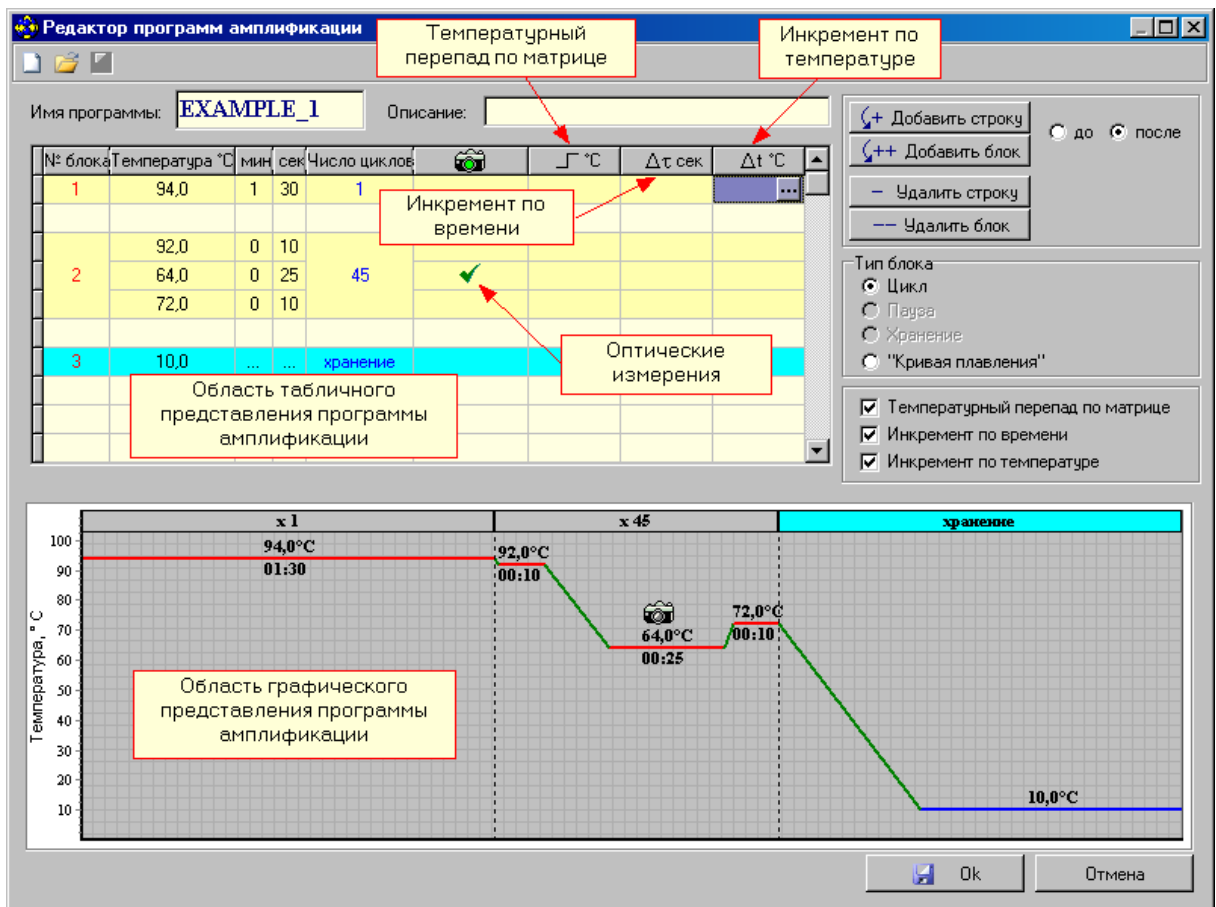 Редактор программ амплификации
Температурный
перепад по матрице
Инкремент по
температуре
Имя программы: EXAMPLE_1 Описание:
Добавить строку
до после
Добавить блок
Удалить строку
Удалить блок
№ блока Температура °C мин сек Число циклов °C Δτ сек Δt °C
1 94,0 1 30 1 ...
Инкремент по
времени
92,0 0 10
2 64,0 0 25 45
72,0 0 10
Оптические
измерения
3 10,0 ... ... хранение
Область табличного
представления программы
амплификации
Тип блока
Цикл
Пауза
Хранение
"Кривая плавления"
Температурный перепад по матрице
Инкремент по времени
Инкремент по температуре
x 1 x 45 хранение
Температура, ° C
100
90
80
70
60
50
40
30
20
10
94,0°C
01:30
92,0°C
00:10
64,0°C
00:25
72,0°C
00:10
10,0°C
Область графического
представления программы
амплификации
Ok Отмена